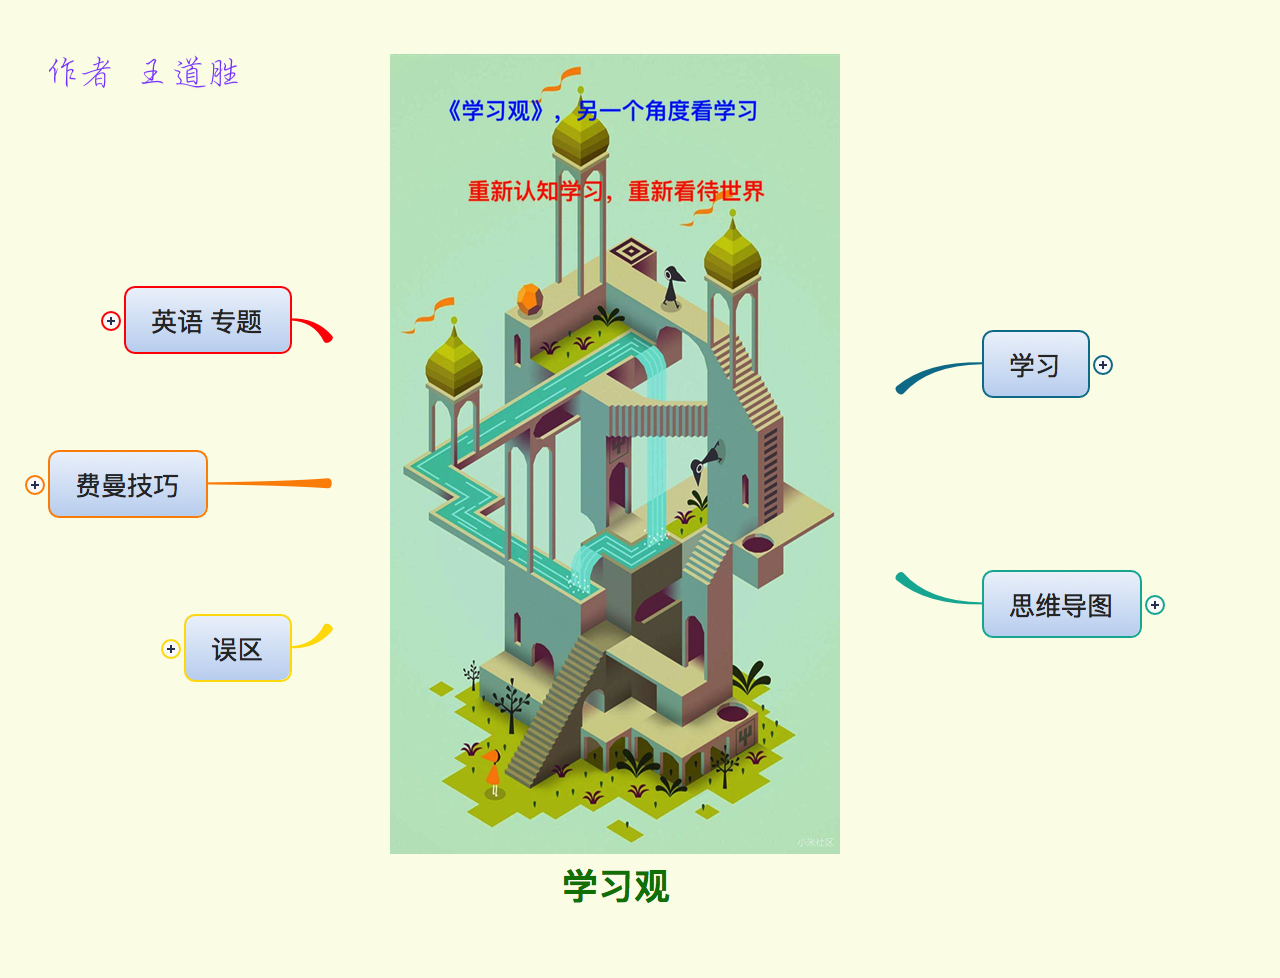 作者 王道胜
《学习观》，另一个角度看学习
重新认知学习，重新看待世界
英语 专题
费曼技巧
误区
学习
思维导图
小米社区
学习观